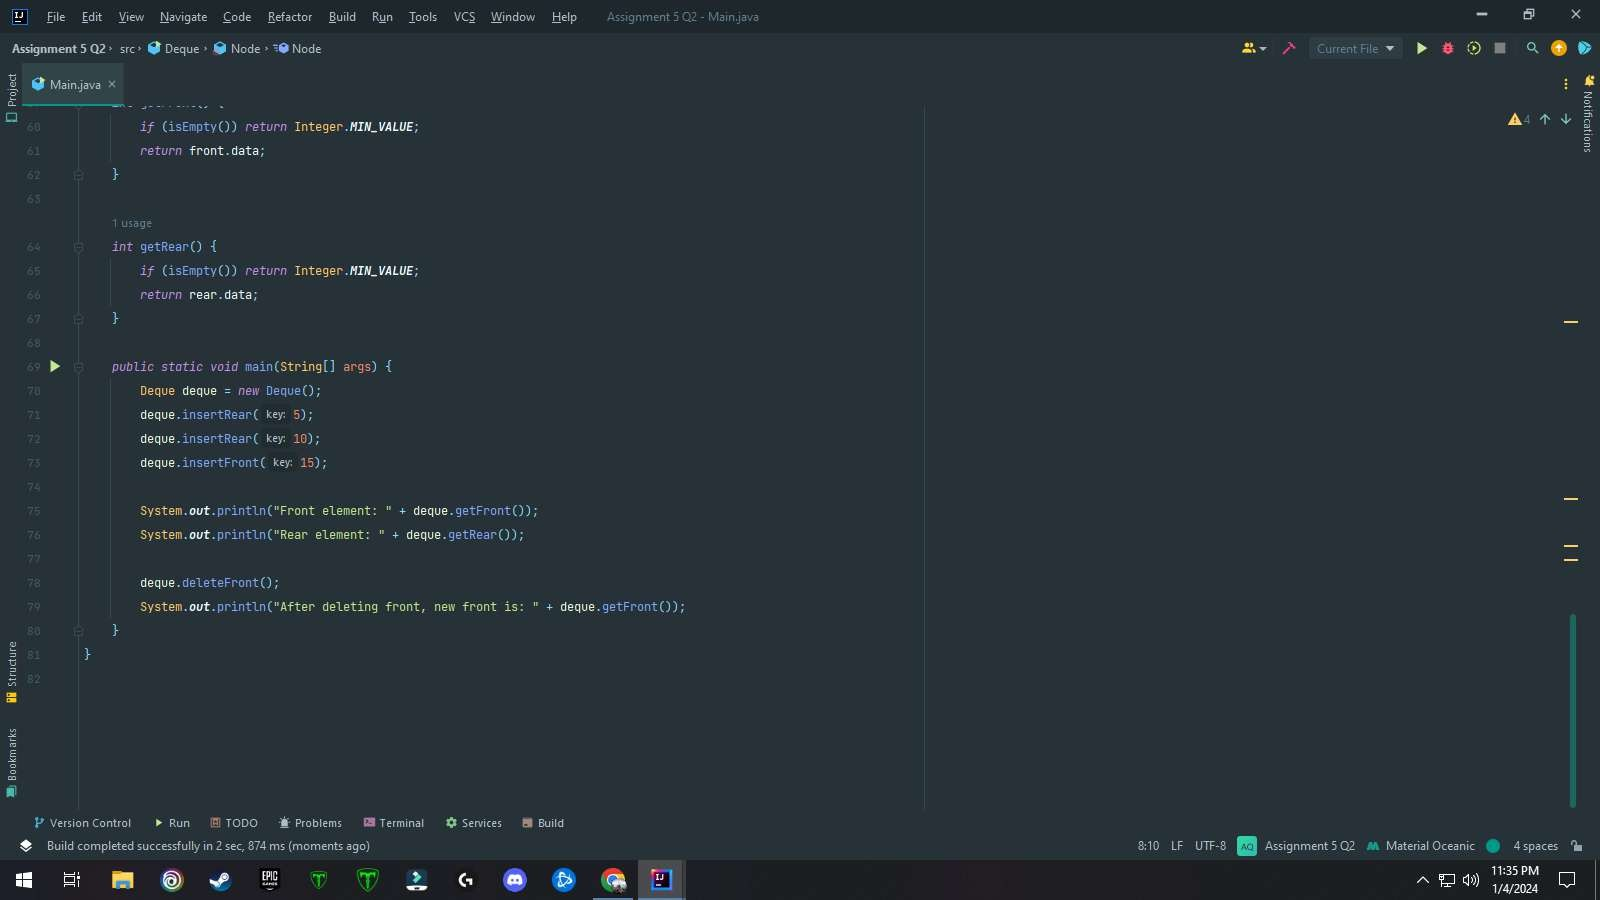 File Edit View Navigate Code Refactor Build Run Tools VCS Window Help Assignment 5 Q2 - Main.java
Assignment 5 Q2 src Deque Node Node Current File
Project
Main.java
Notifications
4
60 if (isEmpty()) return Integer.MIN_VALUE;
61 return front.data;
62 }
63
1 usage
64 int getRear() {
65 if (isEmpty()) return Integer.MIN_VALUE;
66 return rear.data;
67 }
68
69 public static void main(String[] args) {
70 Deque deque = new Deque();
71 deque.insertRear( key: 5);
72 deque.insertRear( key: 10);
73 deque.insertFront( key: 15);
74
75 System.out.println("Front element: " + deque.getFront());
76 System.out.println("Rear element: " + deque.getRear());
77
78 deque.deleteFront();
79 System.out.println("After deleting front, new front is: " + deque.getFront());
80 }
81 }
82
Structure
Bookmarks
Version Control Run TODO Problems Terminal Services Build
Build completed successfully in 2 sec, 874 ms (moments ago) 8:10 LF UTF-8 AQ Assignment 5 Q2 Material Oceanic 4 spaces
EPIC GAMES
IJ
11:35 PM
1/4/2024